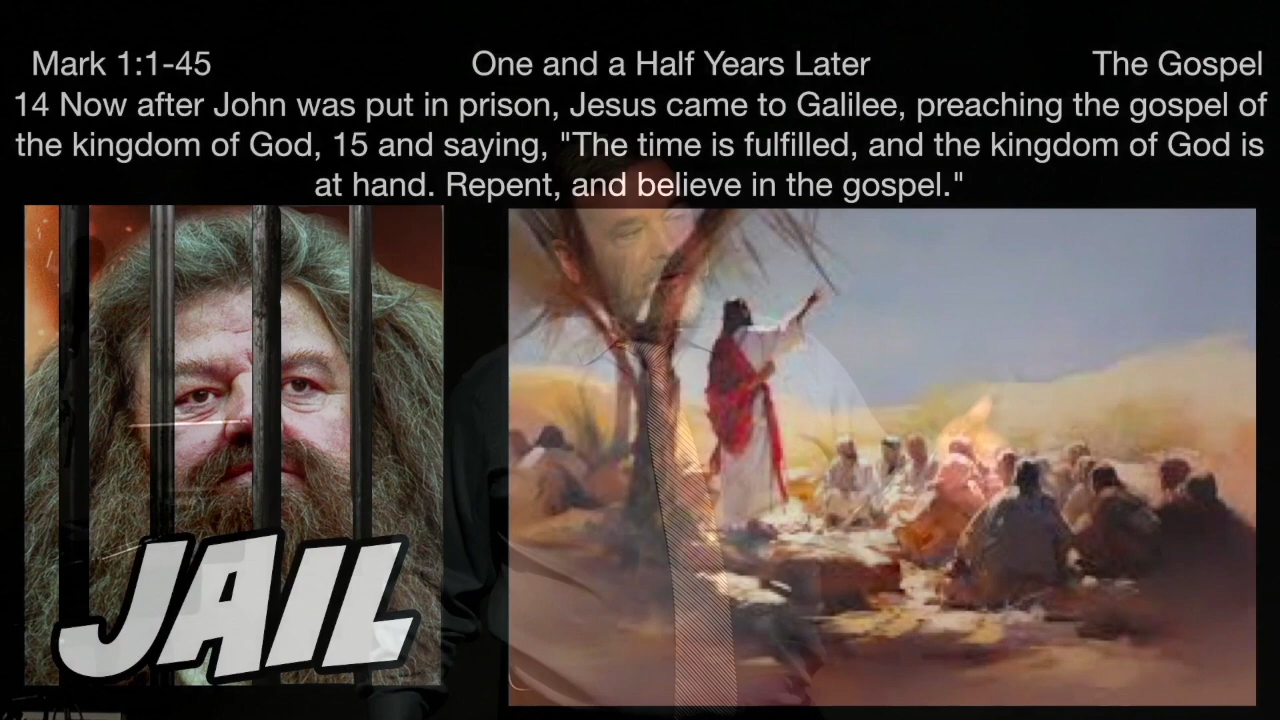 Mark 1:1-45 One and a Half Years Later The Gospel
14 Now after John was put in prison, Jesus came to Galilee, preaching the gospel of
the kingdom of God, 15 and saying, "The time is fulfilled, and the kingdom of God is
at hand. Repent, and believe in the gospel."
JAIL